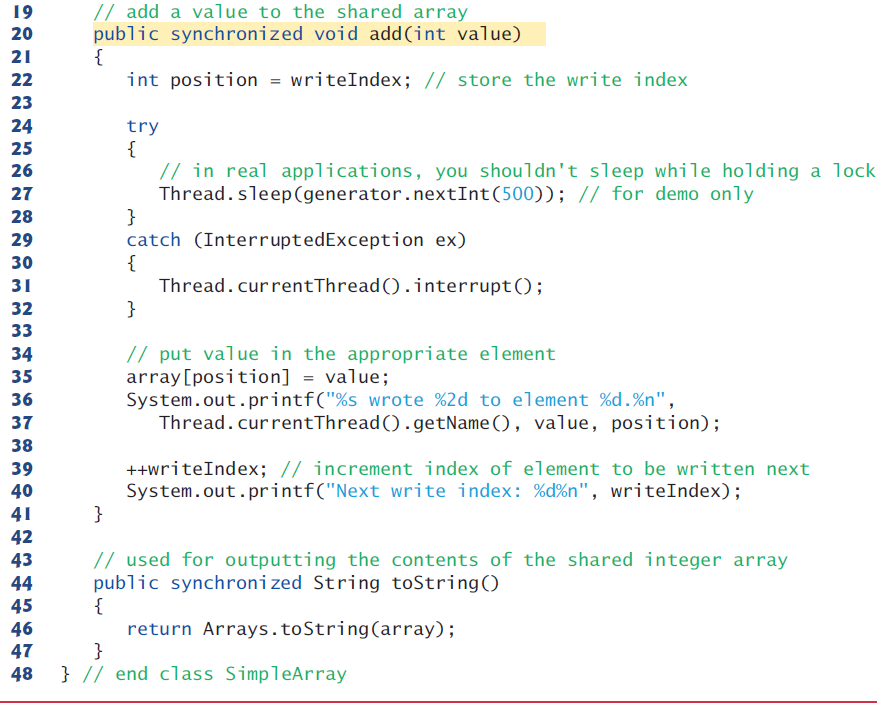 19 // add a value to the shared array
20 public synchronized void add(int value)
21 {
22 int position = writeIndex; // store the write index
23
24 try
25 {
26 // in real applications, you shouldn't sleep while holding a lock
27 Thread.sleep(generator.nextInt(500)); // for demo only
28 }
29 catch (InterruptedException ex)
30 {
31 Thread.currentThread().interrupt();
32 }
33
34 // put value in the appropriate element
35 array[position] = value;
36 System.out.printf("%s wrote %2d to element %d.%n",
37 Thread.currentThread().getName(), value, position);
38
39 ++writeIndex; // increment index of element to be written next
40 System.out.printf("Next write index: %d%n", writeIndex);
41 }
42
43 // used for outputting the contents of the shared integer array
44 public synchronized String toString()
45 {
46 return Arrays.toString(array);
47 }
48 } // end class SimpleArray